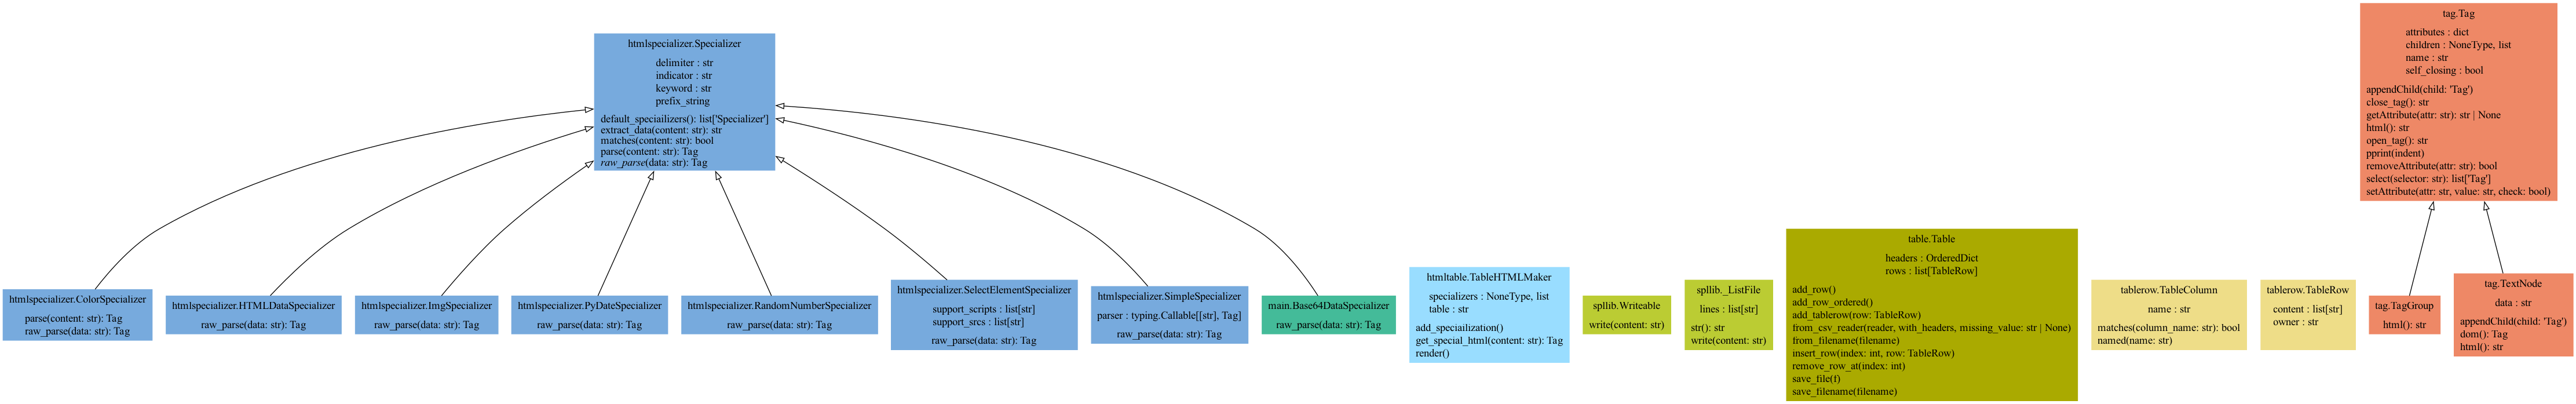 htmlspecializer.Specializer
delimiter : str
indicator : str
keyword : str
prefix_string
default_speciailizers(): list['Specializer']
extract_data(content: str): str
matches(content: str): bool
parse(content: str): Tag
raw_parse(data: str): Tag
htmlspecializer.ColorSpecializer
parse(content: str): Tag
raw_parse(data: str): Tag
htmlspecializer.HTMLDataSpecializer
raw_parse(data: str): Tag
htmlspecializer.ImgSpecializer
raw_parse(data: str): Tag
htmlspecializer.PyDateSpecializer
raw_parse(data: str): Tag
htmlspecializer.RandomNumberSpecializer
raw_parse(data: str): Tag
htmlspecializer.SelectElementSpecializer
support_scripts : list[str]
support_srcs : list[str]
raw_parse(data: str): Tag
htmlspecializer.SimpleSpecializer
parser : typing.Callable[[str], Tag]
raw_parse(data: str): Tag
main.Base64DataSpecializer
raw_parse(data: str): Tag
htmltable.TableHTMLMaker
specializers : NoneType, list
table : str
add_speciailization()
get_special_html(content: str): Tag
render()
spllib.Writeable
write(content: str)
spllib._ListFile
lines : list[str]
str(): str
write(content: str)
table.Table
headers : OrderedDict
rows : list[TableRow]
add_row()
add_row_ordered()
add_tablerow(row: TableRow)
from_csv_reader(reader, with_headers, missing_value: str | None)
from_filename(filename)
insert_row(index: int, row: TableRow)
remove_row_at(index: int)
save_file(f)
save_filename(filename)
tablerow.TableColumn
name : str
matches(column_name: str): bool
named(name: str)
tablerow.TableRow
content : list[str]
owner : str
tag.Tag
attributes : dict
children : NoneType, list
name : str
self_closing : bool
appendChild(child: 'Tag')
close_tag(): str
getAttribute(attr: str): str | None
html(): str
open_tag(): str
pprint(indent)
removeAttribute(attr: str): bool
select(selector: str): list['Tag']
setAttribute(attr: str, value: str, check: bool)
tag.TagGroup
html(): str
tag.TextNode
data : str
appendChild(child: 'Tag')
dom(): Tag
html(): str